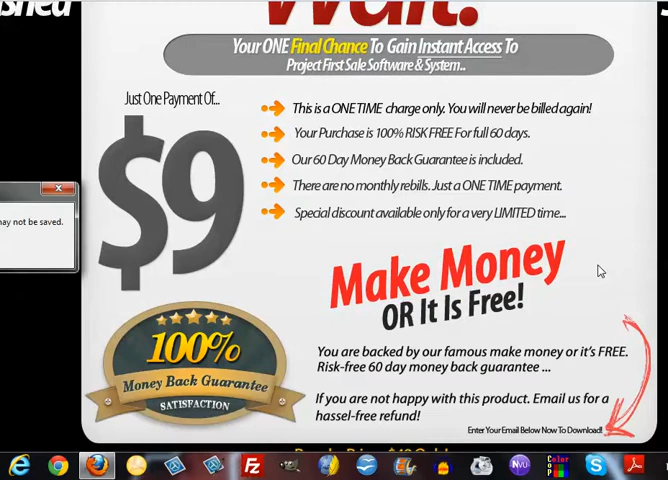 Wait!
Your ONE Final Chance To Gain Instant Access To
Project First Sale Software & System..
Just One Payment Of...
$9
This is a ONE TIME charge only. You will never be billed again!
Your Purchase is 100% RISK FREE For full 60 days.
Our 60 Day Money Back Guarantee is included.
There are no monthly rebills. Just a ONE TIME payment.
Special discount available only for a very LIMITED time...
may not be saved.
Make Money
OR It Is Free!
100%
Money Back Guarantee
SATISFACTION
You are backed by our famous make money or it's FREE.
Risk-free 60 day money back guarantee ...
If you are not happy with this product. Email us for a
hassel-free refund!
Enter Your Email Below Now To Download!
FZ
NVU
Color
COP